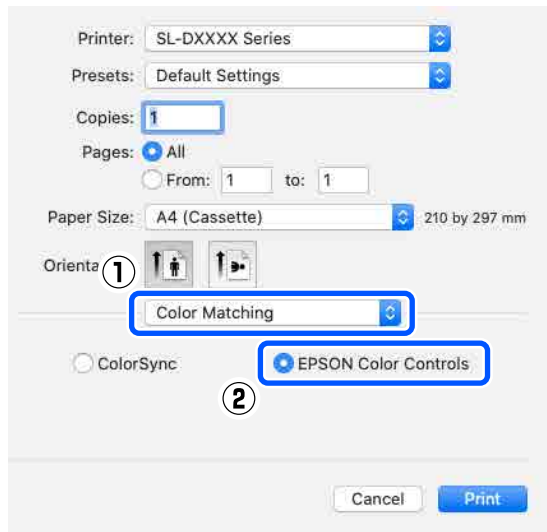 Printer: SL-DXXXX Series
Presets: Default Settings
Copies: 1
Pages: All
From: 1 to: 1
Paper Size: A4 (Cassette) 210 by 297 mm
Orienta
①
Color Matching
ColorSync EPSON Color Controls
②
Cancel Print